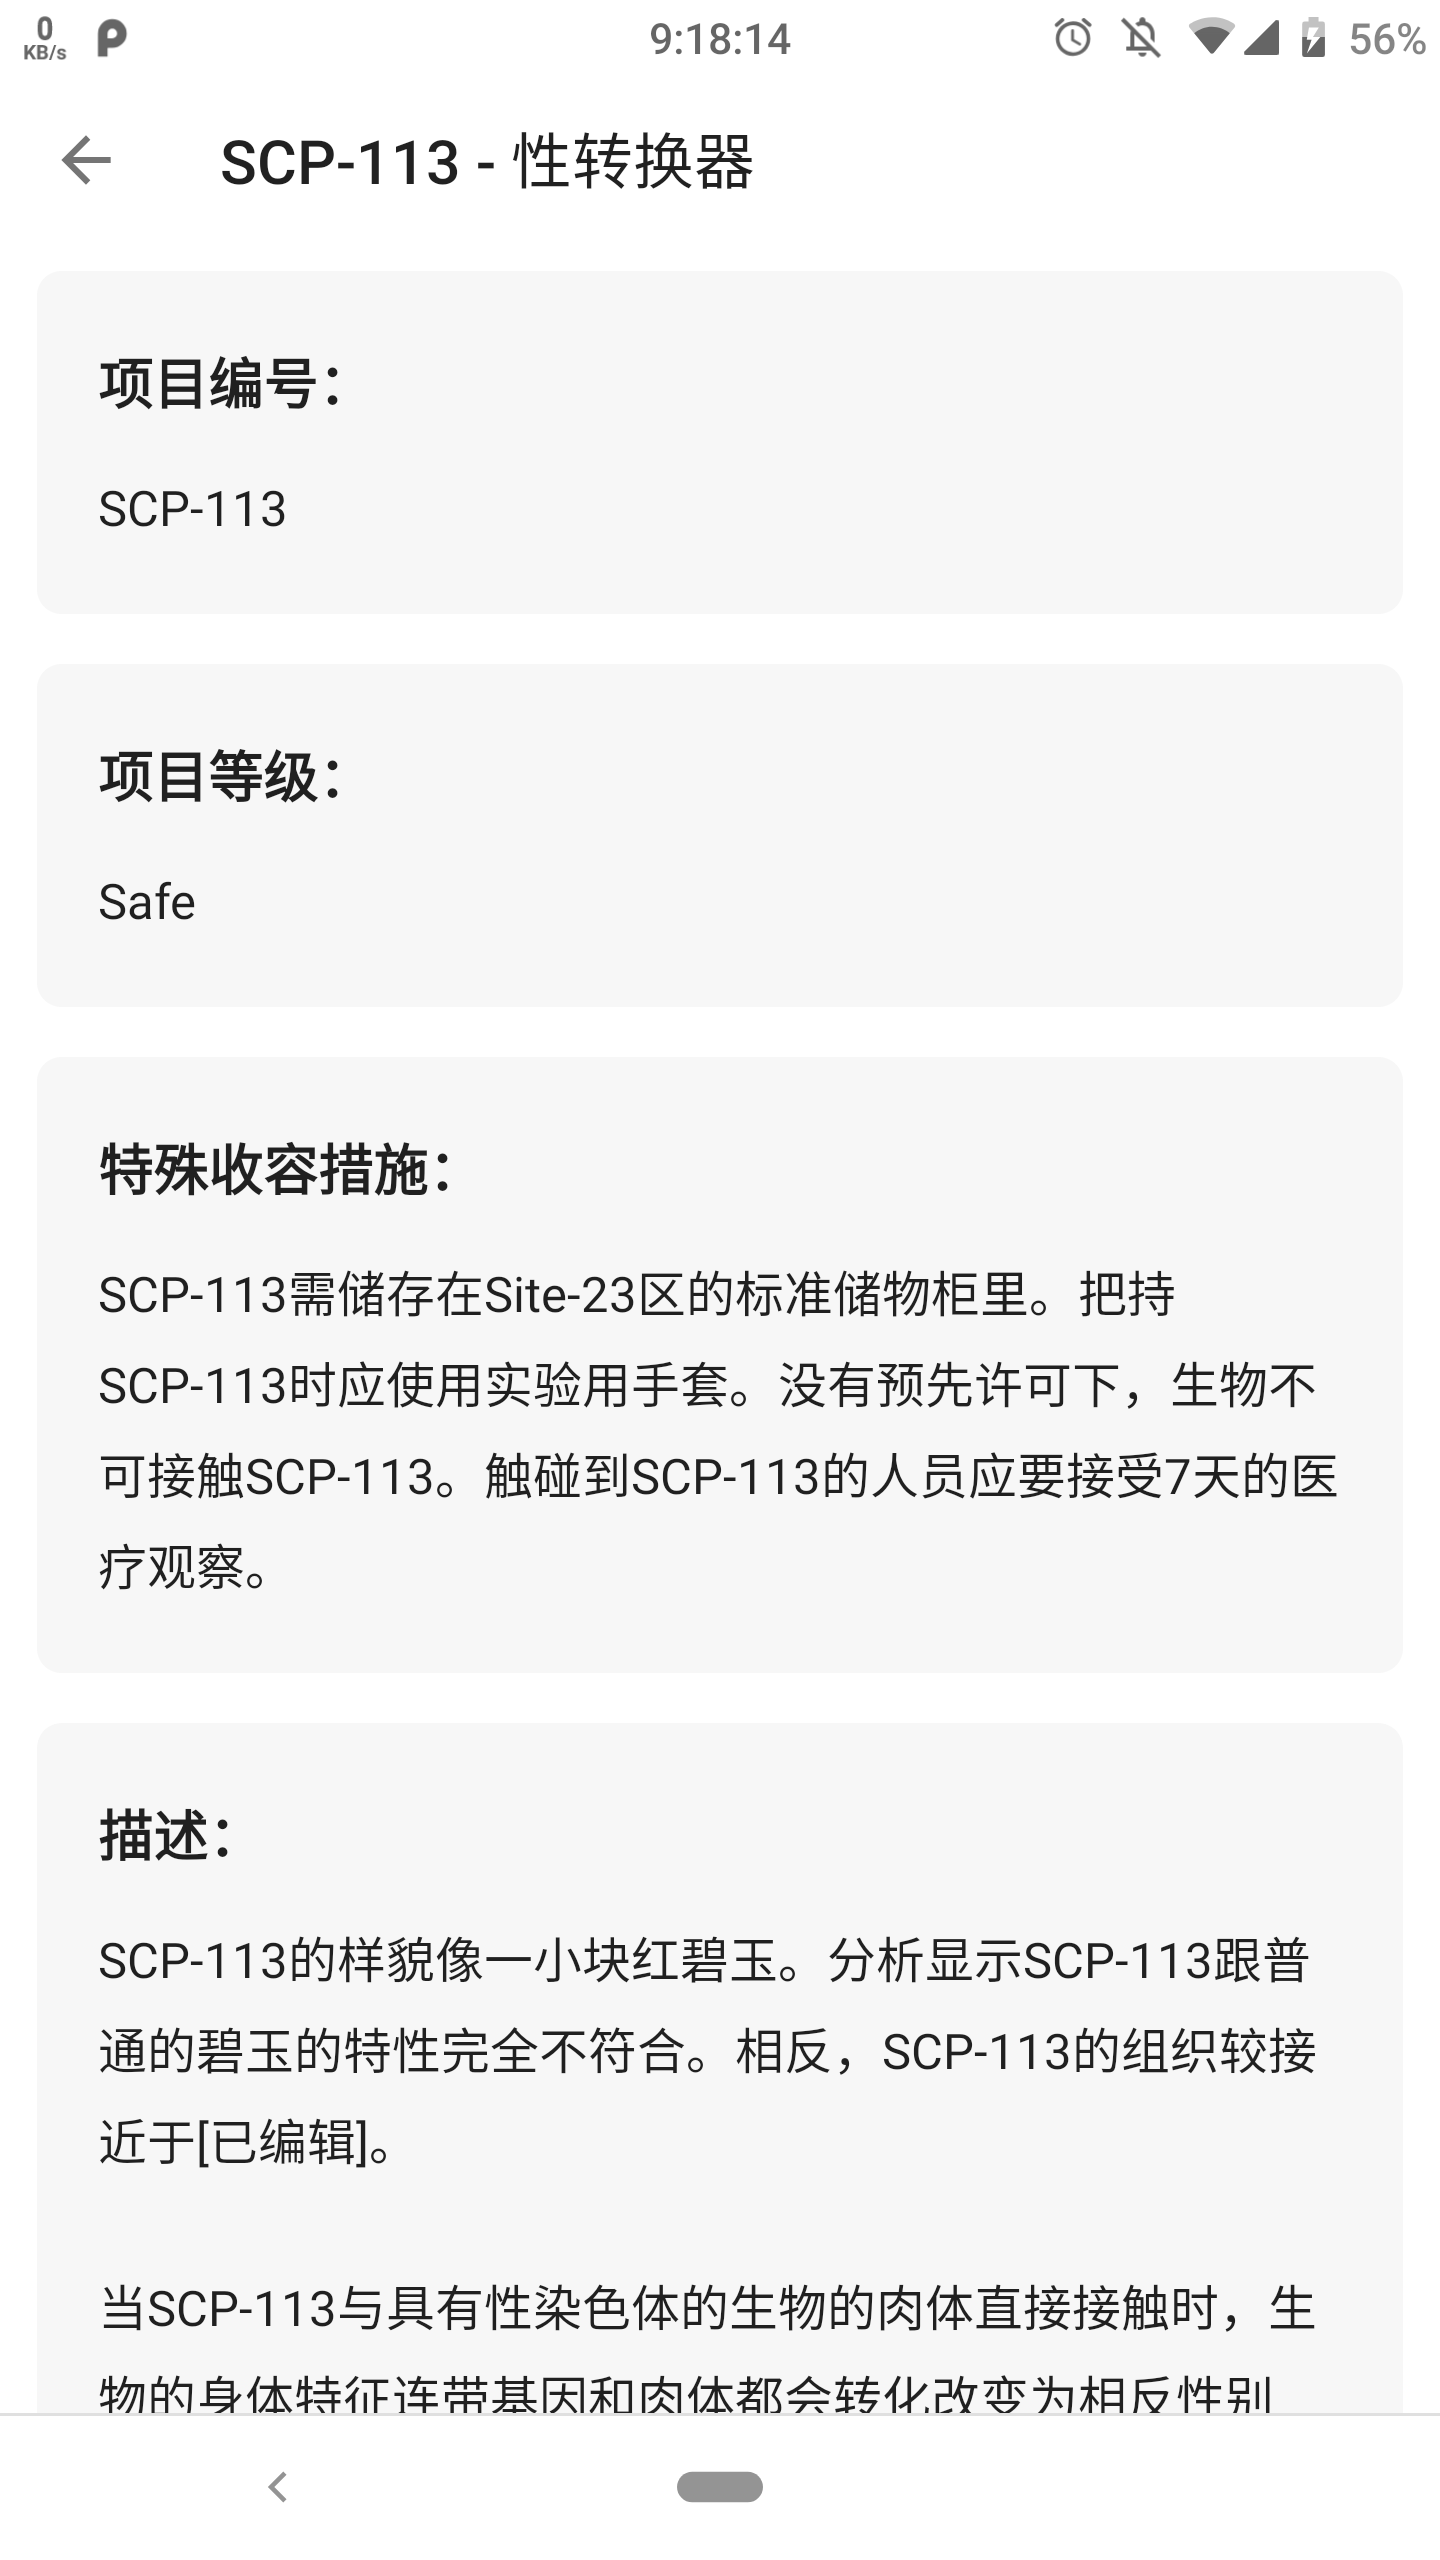 0
KB/s
9:18:14
56%
SCP-113 - 性转换器
项目编号：
SCP-113
项目等级：
Safe
特殊收容措施：
SCP-113需储存在Site-23区的标准储物柜里。把持
SCP-113时应使用实验用手套。没有预先许可下，生物不
可接触SCP-113。触碰到SCP-113的人员应要接受7天的医
疗观察。
描述：
SCP-113的样貌像一小块红碧玉。分析显示SCP-113跟普
通的碧玉的特性完全不符合。相反，SCP-113的组织较接
近于[已编辑]。
当SCP-113与具有性染色体的生物的肉体直接接触时，生
物的身体特征连带基因和肉体都会转化改变为相反性别